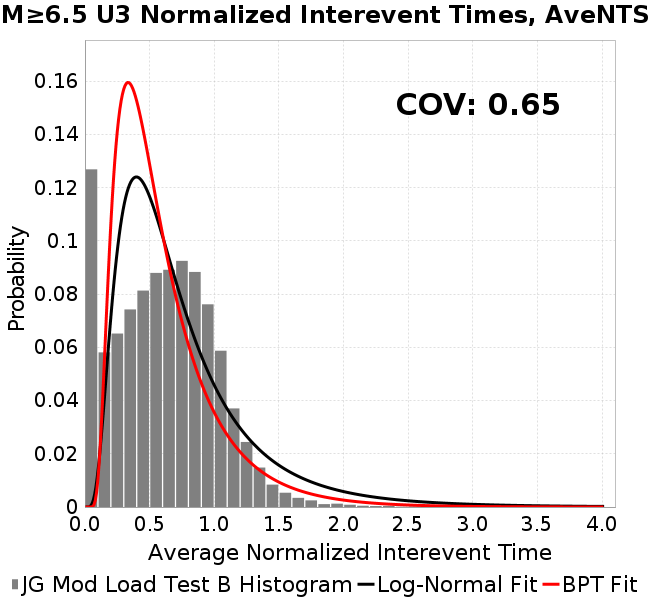 M≥6.5 U3 Normalized Interevent Times, AveNTS
COV: 0.65
Probability
0.16
0.14
0.12
0.1
0.08
0.06
0.04
0.02
0
0.0 0.5 1.0 1.5 2.0 2.5 3.0 3.5 4.0
Average Normalized Interevent Time
JG Mod Load Test B Histogram Log-Normal Fit BPT Fit